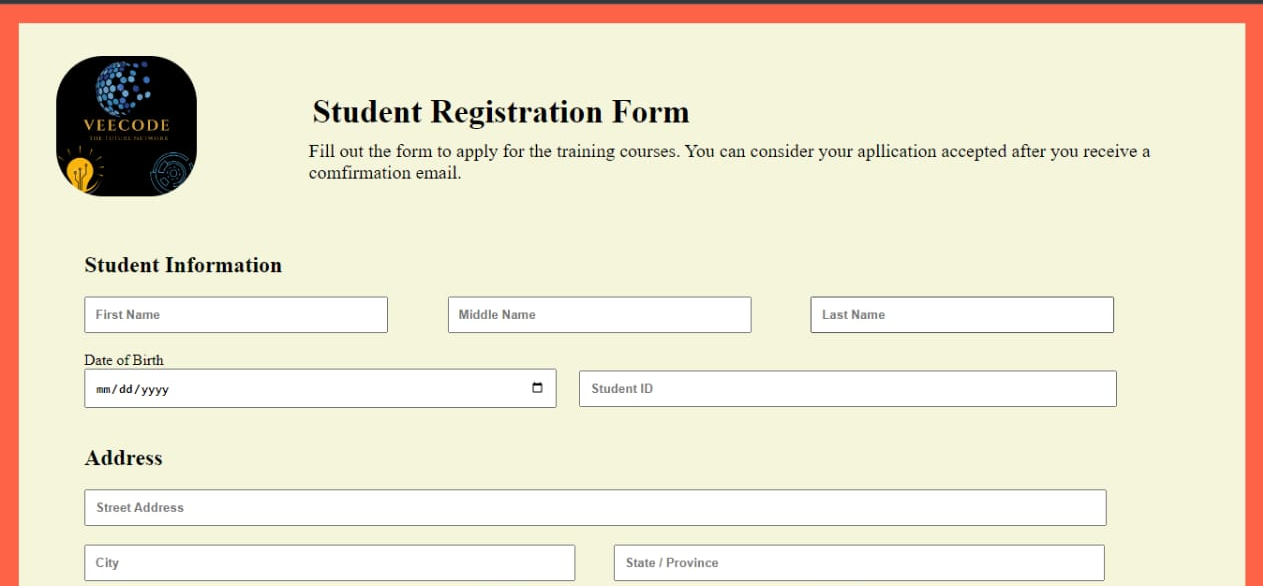 VEECODE
THE FUTURE NETWORK
Student Registration Form
Fill out the form to apply for the training courses. You can consider your apllication accepted after you receive a
comfirmation email.
Student Information
First Name
Middle Name
Last Name
Date of Birth
mm/dd/yyyy
Student ID
Address
Street Address
City
State / Province